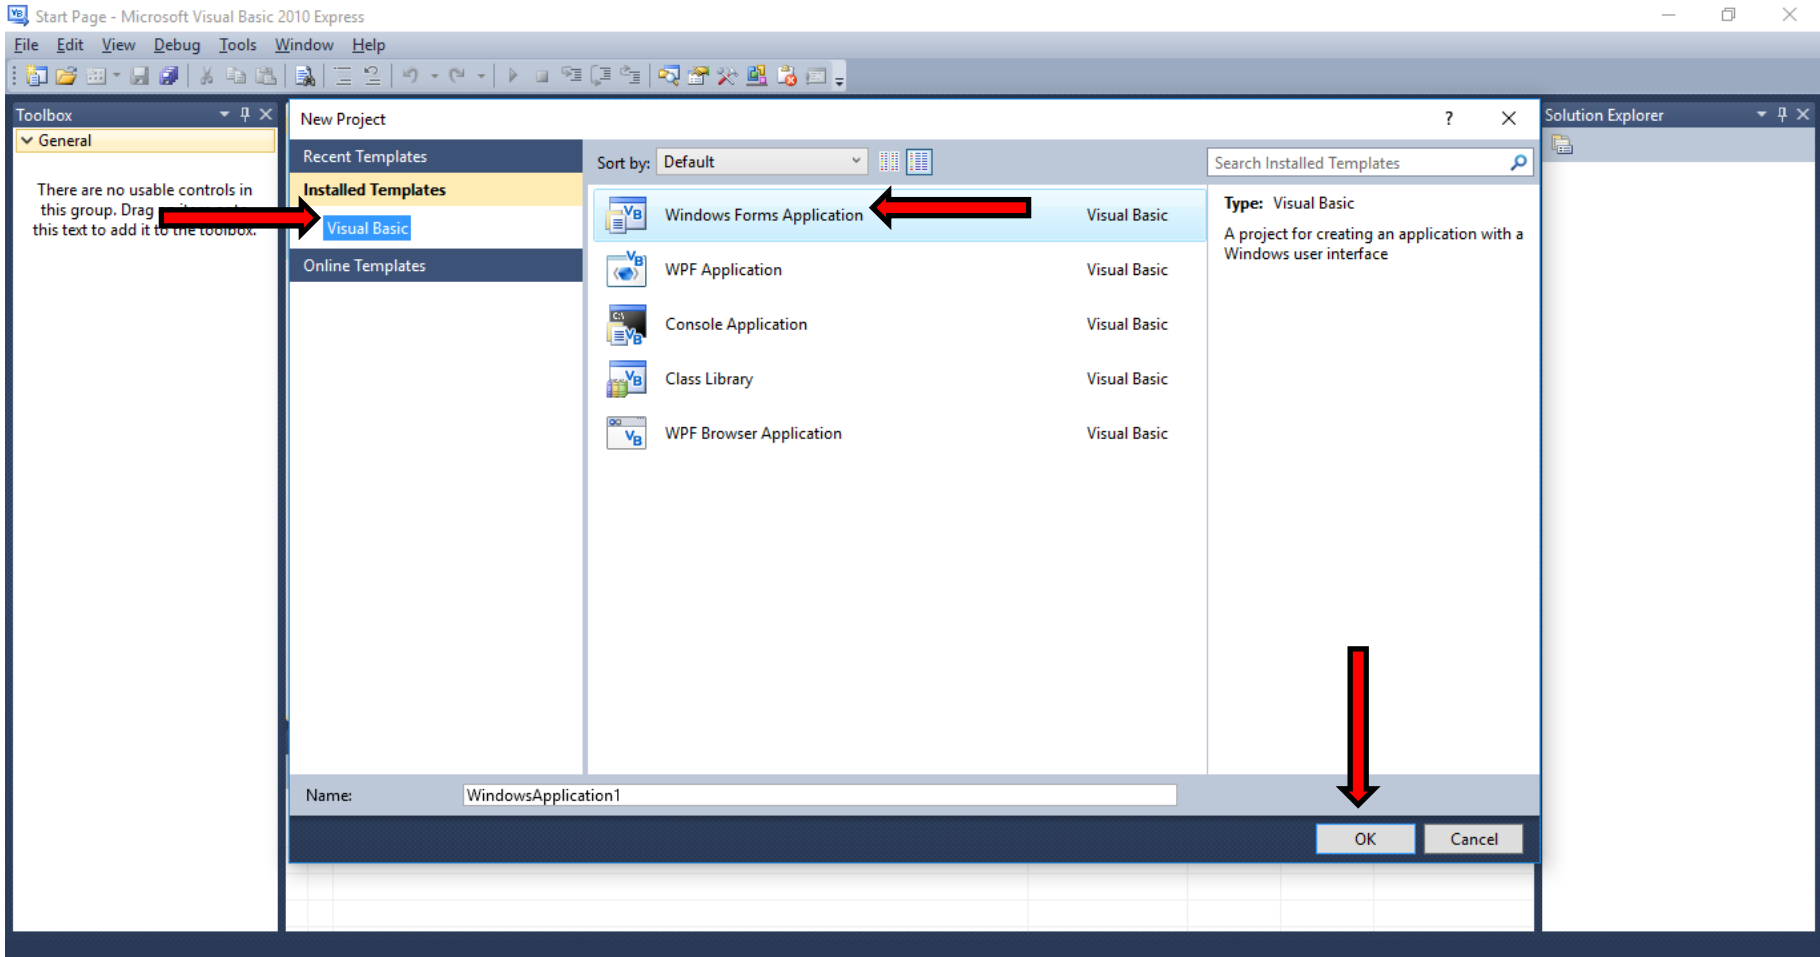 Start Page - Microsoft Visual Basic 2010 Express
File Edit View Debug Tools Window Help
Toolbox
General
There are no usable controls in
this group. Drag
this text to add it to the toolbox.
New Project
?
Recent Templates
Installed Templates
Visual Basic
Online Templates
Sort by: Default
Search Installed Templates
Windows Forms Application Visual Basic
WPF Application Visual Basic
Console Application Visual Basic
Class Library Visual Basic
WPF Browser Application Visual Basic
Type: Visual Basic
A project for creating an application with a
Windows user interface
Name: WindowsApplication1
OK Cancel
Solution Explorer